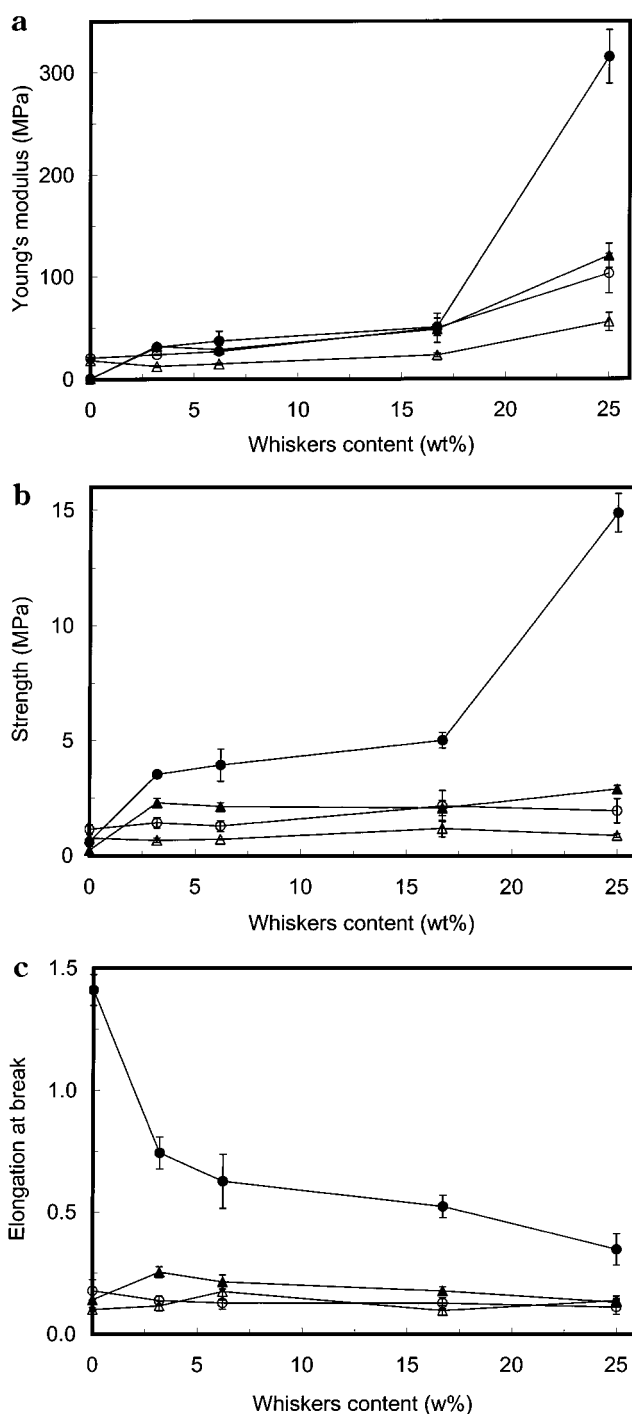 a
Young's modulus (MPa)
300
200
100
0
0 5 10 15 20 25
Whiskers content (wt%)
b
Strength (MPa)
15
10
5
0
0 5 10 15 20 25
Whiskers content (wt%)
c
Elongation at break
1.5
1.0
0.5
0.0
0 5 10 15 20 25
Whiskers content (w%)